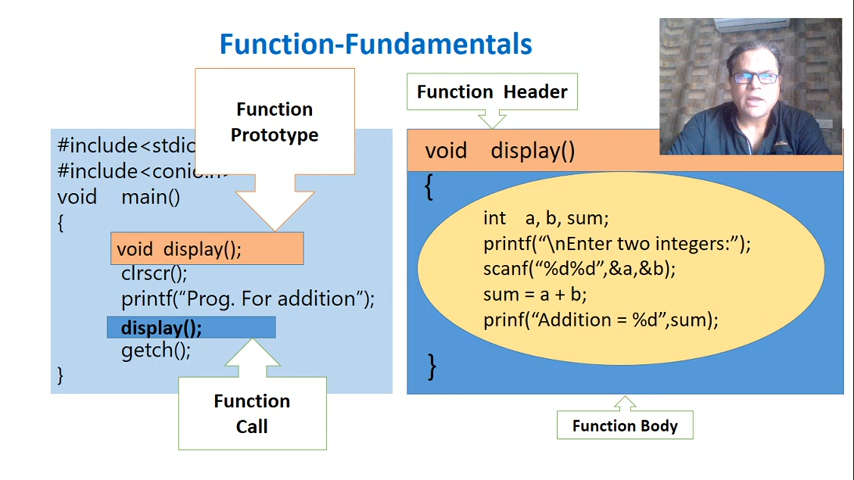 Function-Fundamentals
Function
Prototype
#include<stdio
#include<conio.h>
void main()
{
void display();
clrscr();
printf(“Prog. For addition”);
display();
getch();
}
Function
Call
Function Header
void display()
{
int a, b, sum;
printf(“\nEnter two integers:”);
scanf(“%d%d”,&a,&b);
sum = a + b;
prinf(“Addition = %d”,sum);
}
Function Body